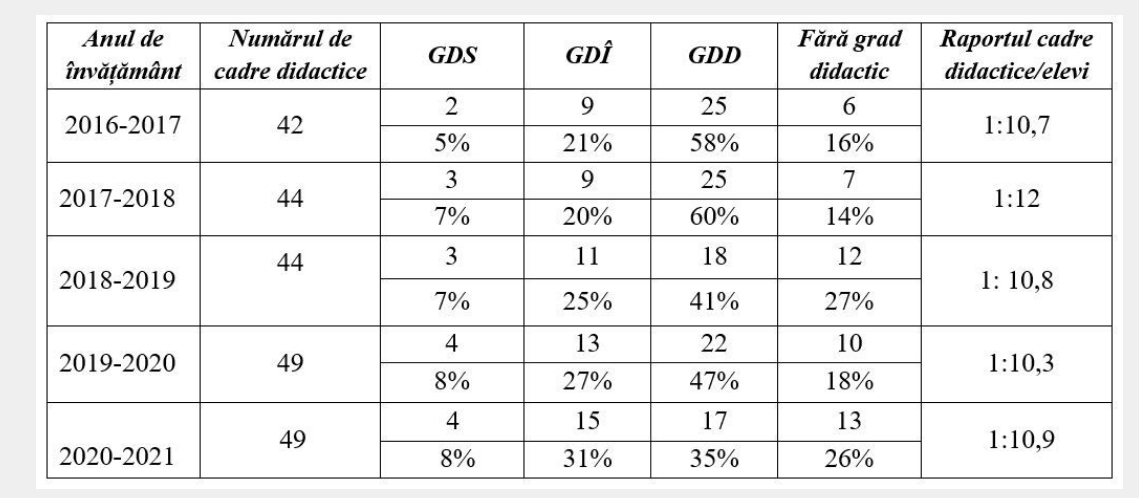 Anul de învățământ Numărul de cadre didactice GDS GDÎ GDD Fără grad didactic Raportul cadre didactice/elevi
2016-2017 42 2 9 25 6 1:10,7
5% 21% 58% 16%
2017-2018 44 3 9 25 7 1:12
7% 20% 60% 14%
2018-2019 44 3 11 18 12 1: 10,8
7% 25% 41% 27%
2019-2020 49 4 13 22 10 1:10,3
8% 27% 47% 18%
2020-2021 49 4 15 17 13 1:10,9
8% 31% 35% 26%